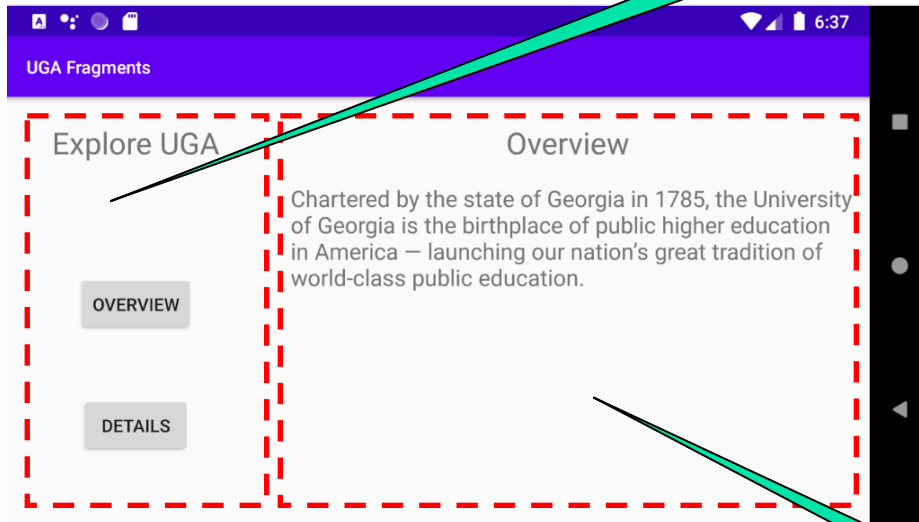 6:37
UGA Fragments
Explore UGA
Overview
Chartered by the state of Georgia in 1785, the University
of Georgia is the birthplace of public higher education
in America — launching our nation's great tradition of
world-class public education.
OVERVIEW
DETAILS